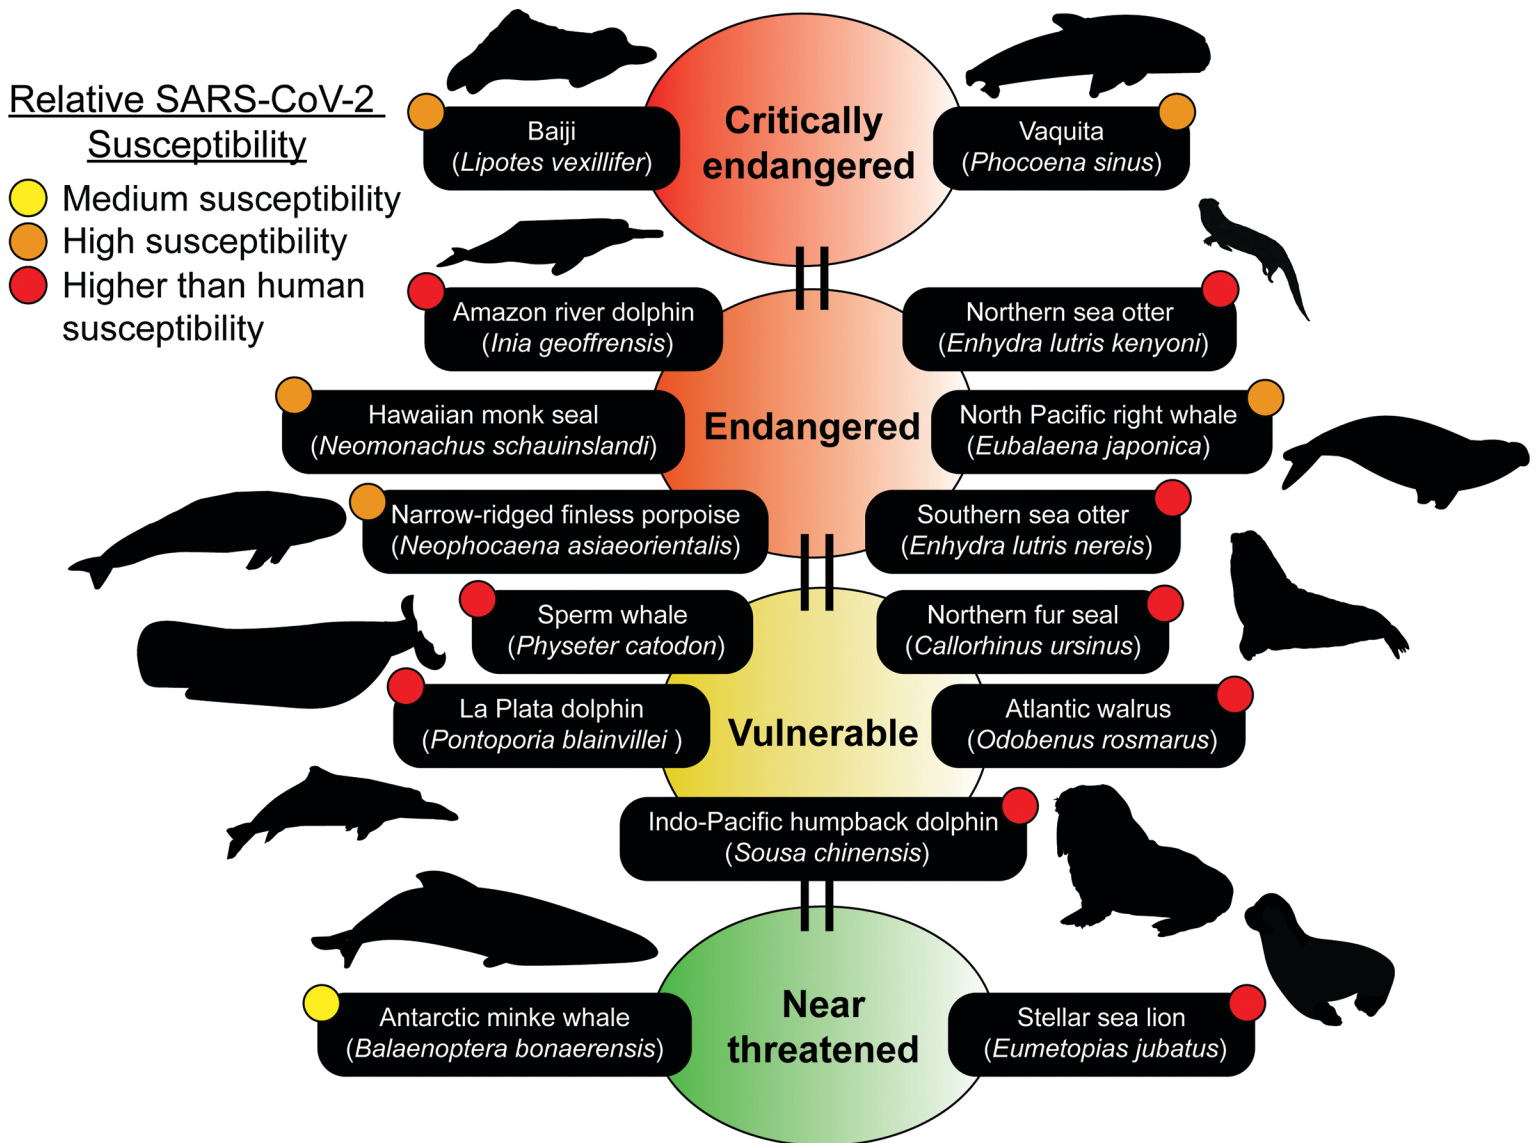 Relative SARS-CoV-2
Susceptibility
Medium susceptibility
High susceptibility
Higher than human
susceptibility
Critically
endangered
Baiji
(Lipotes vexillifer)
Vaquita
(Phocoena sinus)
Endangered
Amazon river dolphin
(Inia geoffrensis)
Northern sea otter
(Enhydra lutris kenyoni)
Hawaiian monk seal
(Neomonachus schauinslandi)
North Pacific right whale
(Eubalaena japonica)
Narrow-ridged finless porpoise
(Neophocaena asiaeorientalis)
Southern sea otter
(Enhydra lutris nereis)
Vulnerable
Sperm whale
(Physeter catodon)
Northern fur seal
(Callorhinus ursinus)
La Plata dolphin
(Pontoporia blainvillei )
Atlantic walrus
(Odobenus rosmarus)
Indo-Pacific humpback dolphin
(Sousa chinensis)
Near
threatened
Antarctic minke whale
(Balaenoptera bonaerensis)
Stellar sea lion
(Eumetopias jubatus)